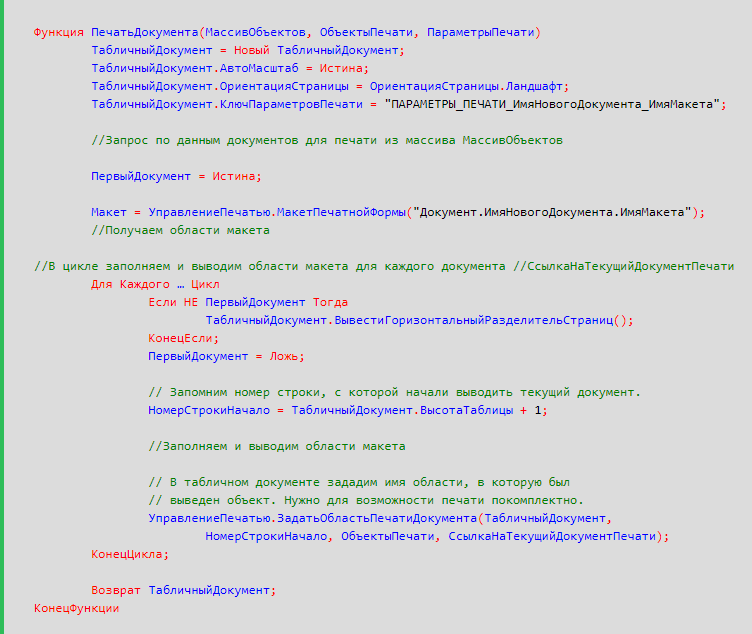 Функция ПечатьДокумента(МассивОбъектов, ОбъектыПечати, ПараметрыПечати)
ТабличныйДокумент = Новый ТабличныйДокумент;
ТабличныйДокумент.АвтоМасштаб = Истина;
ТабличныйДокумент.ОриентацияСтраницы = ОриентацияСтраницы.Ландшафт;
ТабличныйДокумент.КлючПараметровПечати = "ПАРАМЕТРЫ_ПЕЧАТИ_ИмяНовогоДокумента_ИмяМакета";
//Запрос по данным документов для печати из массива МассивОбъектов
ПервыйДокумент = Истина;
Макет = УправлениеПечатью.МакетПечатнойФормы("Документ.ИмяНовогоДокумента.ИмяМакета");
//Получаем области макета
//В цикле заполняем и выводим области макета для каждого документа //СсылкаНаТекущийДокументПечати
Для Каждого … Цикл
Если НЕ ПервыйДокумент Тогда
ТабличныйДокумент.ВывестиГоризонтальныйРазделительСтраниц();
КонецЕсли;
ПервыйДокумент = Ложь;
// Запомним номер строки, с которой начали выводить текущий документ.
НомерСтрокиНачало = ТабличныйДокумент.ВысотаТаблицы + 1;
//Заполняем и выводим области макета
// В табличном документе зададим имя области, в которую был
// выведен объект. Нужно для возможности печати покомплектно.
УправлениеПечатью.ЗадатьОбластьПечатиДокумента(ТабличныйДокумент,
НомерСтрокиНачало, ОбъектыПечати, СсылкаНаТекущийДокументПечати);
КонецЦикла;
Возврат ТабличныйДокумент;
КонецФункции